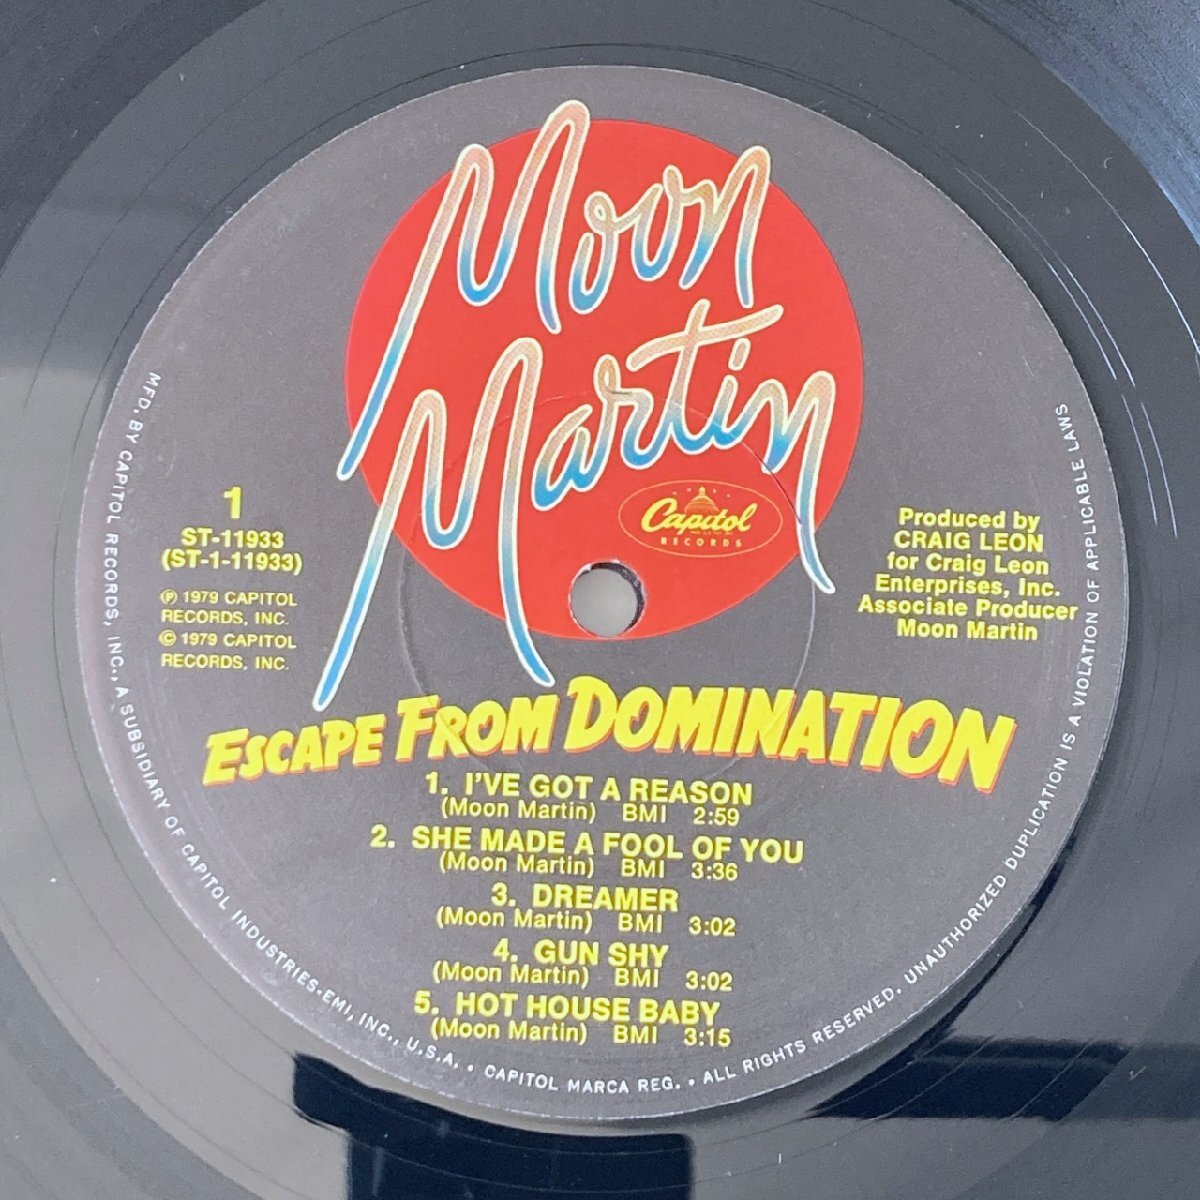 Moon
Martin
Capitol
RECORDS
1
ST-11933
(ST-1-11933)
Ⓟ 1979 CAPITOL
RECORDS, INC.
© 1979 CAPITOL
RECORDS, INC.
Produced by
CRAIG LEON
for Craig Leon
Enterprises, Inc.
Associate Producer
Moon Martin
ESCAPE FROM DOMINATION
1. I'VE GOT A REASON
(Moon Martin) BMI 2:59
2. SHE MADE A FOOL OF YOU
(Moon Martin) BMI 3:36
3. DREAMER
(Moon Martin) BMI 3:02
4. GUN SHY
(Moon Martin) BMI 3:02
5. HOT HOUSE BABY
(Moon Martin) BMI 3:15
MFD. BY CAPITOL RECORDS, INC., A SUBSIDIARY OF CAPITOL INDUSTRIES-EMI, INC., U.S.A. • CAPITOL MARCA REG. • ALL RIGHTS RESERVED. UNAUTHORIZED DUPLICATION IS A VIOLATION OF APPLICABLE LAWS